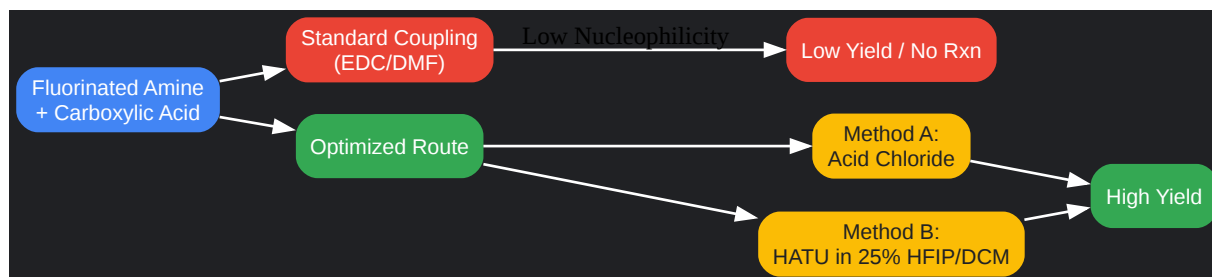 Fluorinated Amine
+ Carboxylic Acid
Standard Coupling
(EDC/DMF)
Low Nucleophilicity
Low Yield / No Rxn
Optimized Route
Method A:
Acid Chloride
Method B:
HATU in 25% HFIP/DCM
High Yield